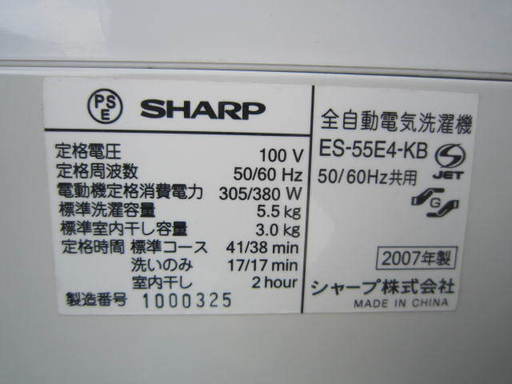 PSE SHARP
定格電圧 100 V
定格周波数 50/60 Hz
電動機定格消費電力 305/380 W
標準洗濯容量 5.5 kg
標準室内干し容量 3.0 kg
定格時間 標準コース 41/38 min
洗いのみ 17/17 min
室内干し 2 hour
製造番号 1000325
全自動電気洗濯機
ES-55E4-KB
50/60Hz共用
JET
G
2007年製
シャープ株式会社
MADE IN CHINA